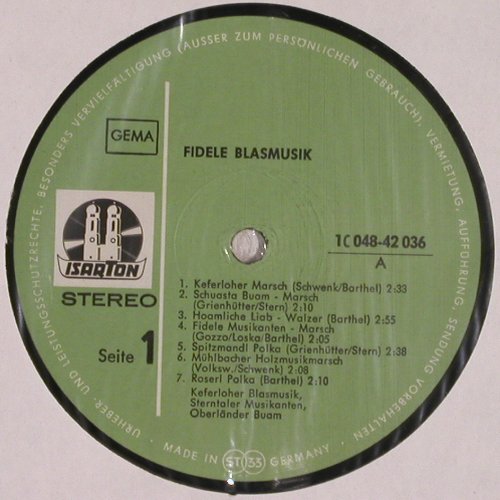 URHEBER- UND LEISTUNGSSCHUTZRECHTE, BESONDERS VERVIELFÄLTIGUNG (AUSSER ZUM PERSÖNLICHEN GEBRAUCH), VERMIETUNG, AUFFÜHRUNG, SENDUNG VORBEHALTEN
GEMA
FIDELE BLASMUSIK
ISARTON
STEREO
Seite 1
1C 048-42 036
A
1. Keferloher Marsch (Schwenk/Barthel) 2:33
2. Schuasta Buam - Marsch
(Grienhütter/Stern) 2:10
3. Hoamliche Liab - Walzer (Barthel) 2:55
4. Fidele Musikanten - Marsch
(Gozzo/Loska/Barthel) 2:05
5. Spitzmandl Polka (Grienhütter/Stern) 2:38
6. Mühlbacher Holzmusikmarsch
(Volksw./Schwenk) 2:08
7. Roserl Polka (Barthel) 2:10
Keferloher Blasmusik,
Sterntaler Musikanten,
Oberländer Buam
MADE IN ST 33 GERMANY